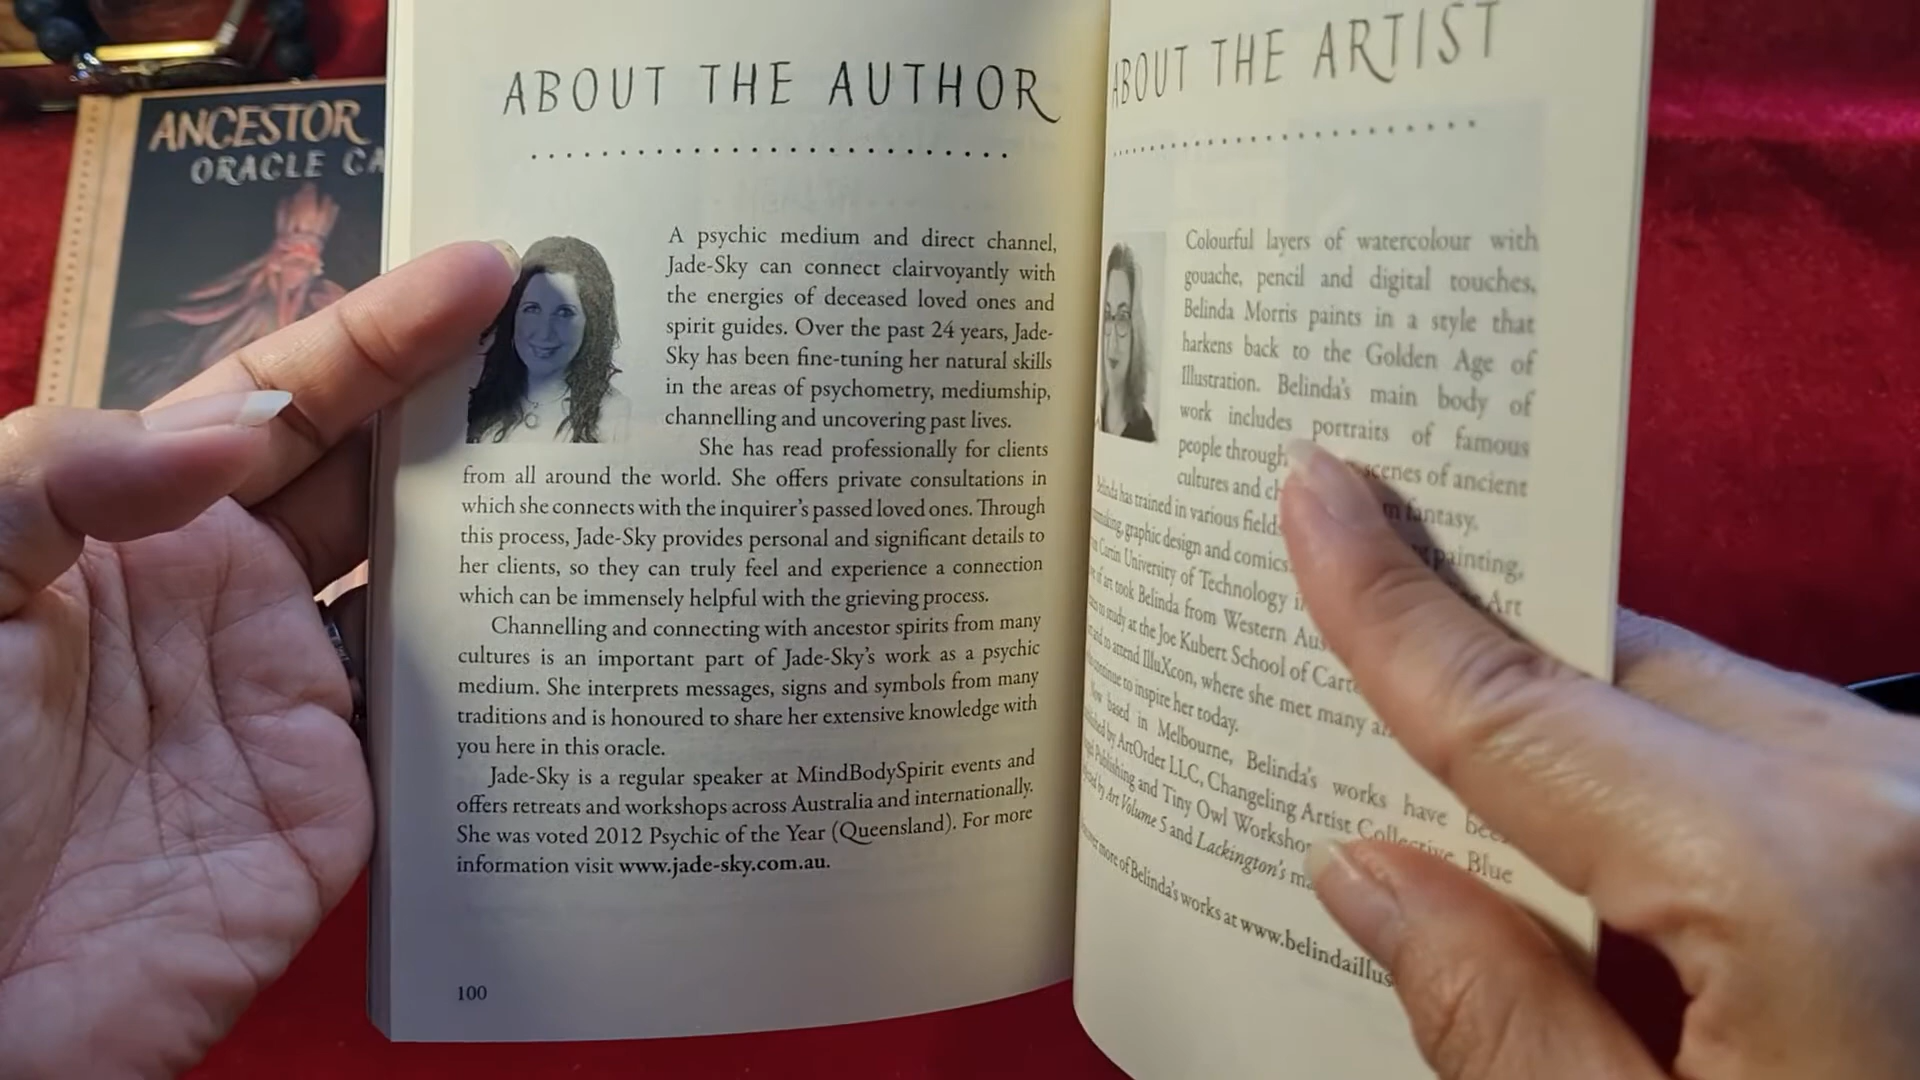 ANCESTOR
ORACLE CA
ABOUT THE AUTHOR
A psychic medium and direct channel,
Jade-Sky can connect clairvoyantly with
the energies of deceased loved ones and
spirit guides. Over the past 24 years, Jade-
Sky has been fine-tuning her natural skills
in the areas of psychometry, mediumship,
channelling and uncovering past lives.
She has read professionally for clients
from all around the world. She offers private consultations in
which she connects with the inquirer's passed loved ones. Through
this process, Jade-Sky provides personal and significant details to
her clients, so they can truly feel and experience a connection
which can be immensely helpful with the grieving process.
Channelling and connecting with ancestor spirits from many
cultures is an important part of Jade-Sky's work as a psychic
medium. She interprets messages, signs and symbols from many
traditions and is honoured to share her extensive knowledge with
you here in this oracle.
Jade-Sky is a regular speaker at MindBodySpirit events and
offers retreats and workshops across Australia and internationally.
She was voted 2012 Psychic of the Year (Queensland). For more
information visit www.jade-sky.com.au.
100
ABOUT THE ARTIST
Colourful layers of watercolour with
gouache, pencil and digital touches,
Belinda Morris paints in a style that
harkens back to the Golden Age of
Illustration. Belinda's main body of
work includes portraits of famous
people through scenes of ancient
cultures and fantasy.
Belinda has trained in various fields painting,
graphic design and comics. Art
Curtin University of Technology
of art took Belinda from Western Aus
to study at the Joe Kubert School of Cart
to attend IlluXcon, where she met many
continue to inspire her today.
Now based in Melbourne, Belinda's works have been
by ArtOrder LLC, Changeling Artist Collective, Blue
Publishing and Tiny Owl Workshop
by Art Volume 5 and Lackington's
more of Belinda's works at www.belindaillus